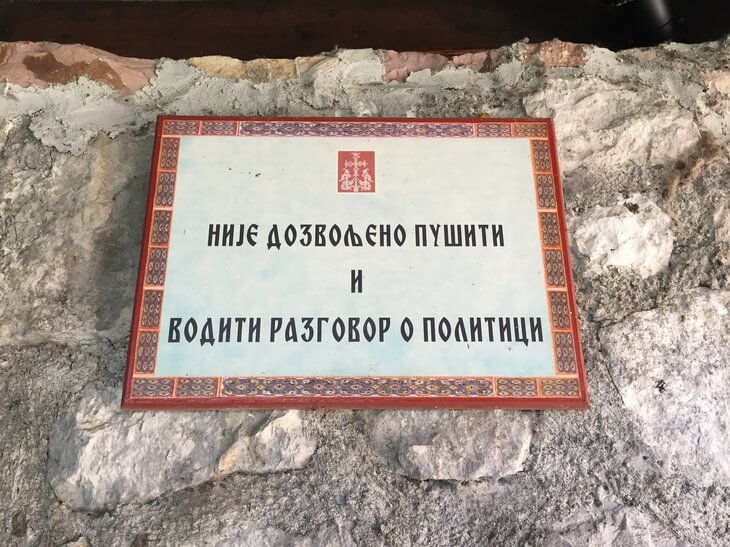 НИЈЕ ДОЗВОЉЕНО ПУШИТИ
И
ВОДИТИ РАЗГОВОР О ПОЛИТИЦИ